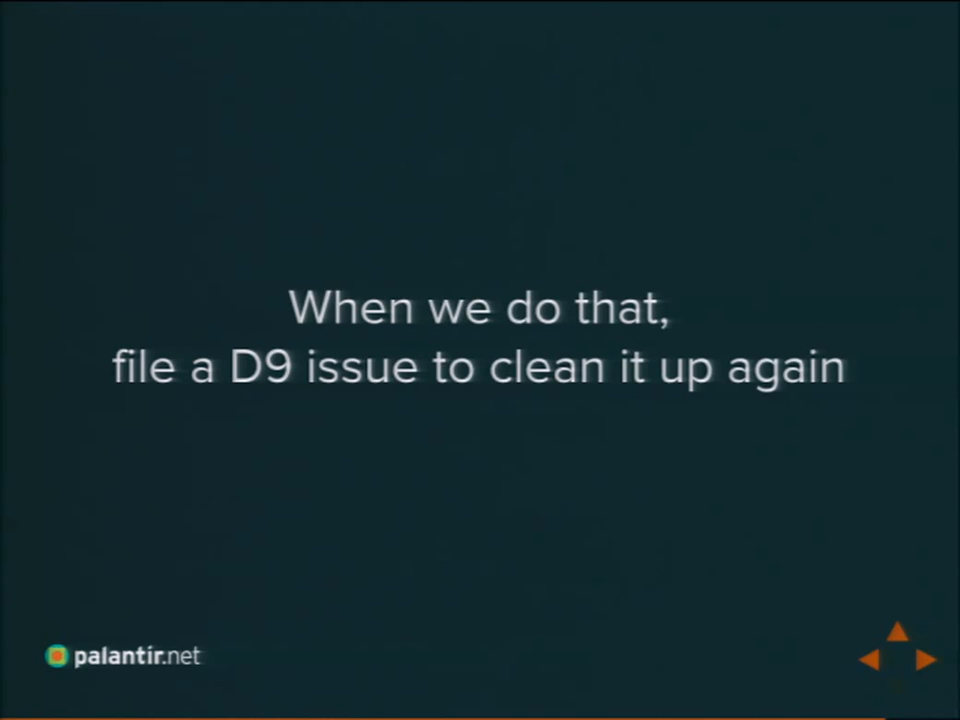 When we do that,
file a D9 issue to clean it up again
palantir.net